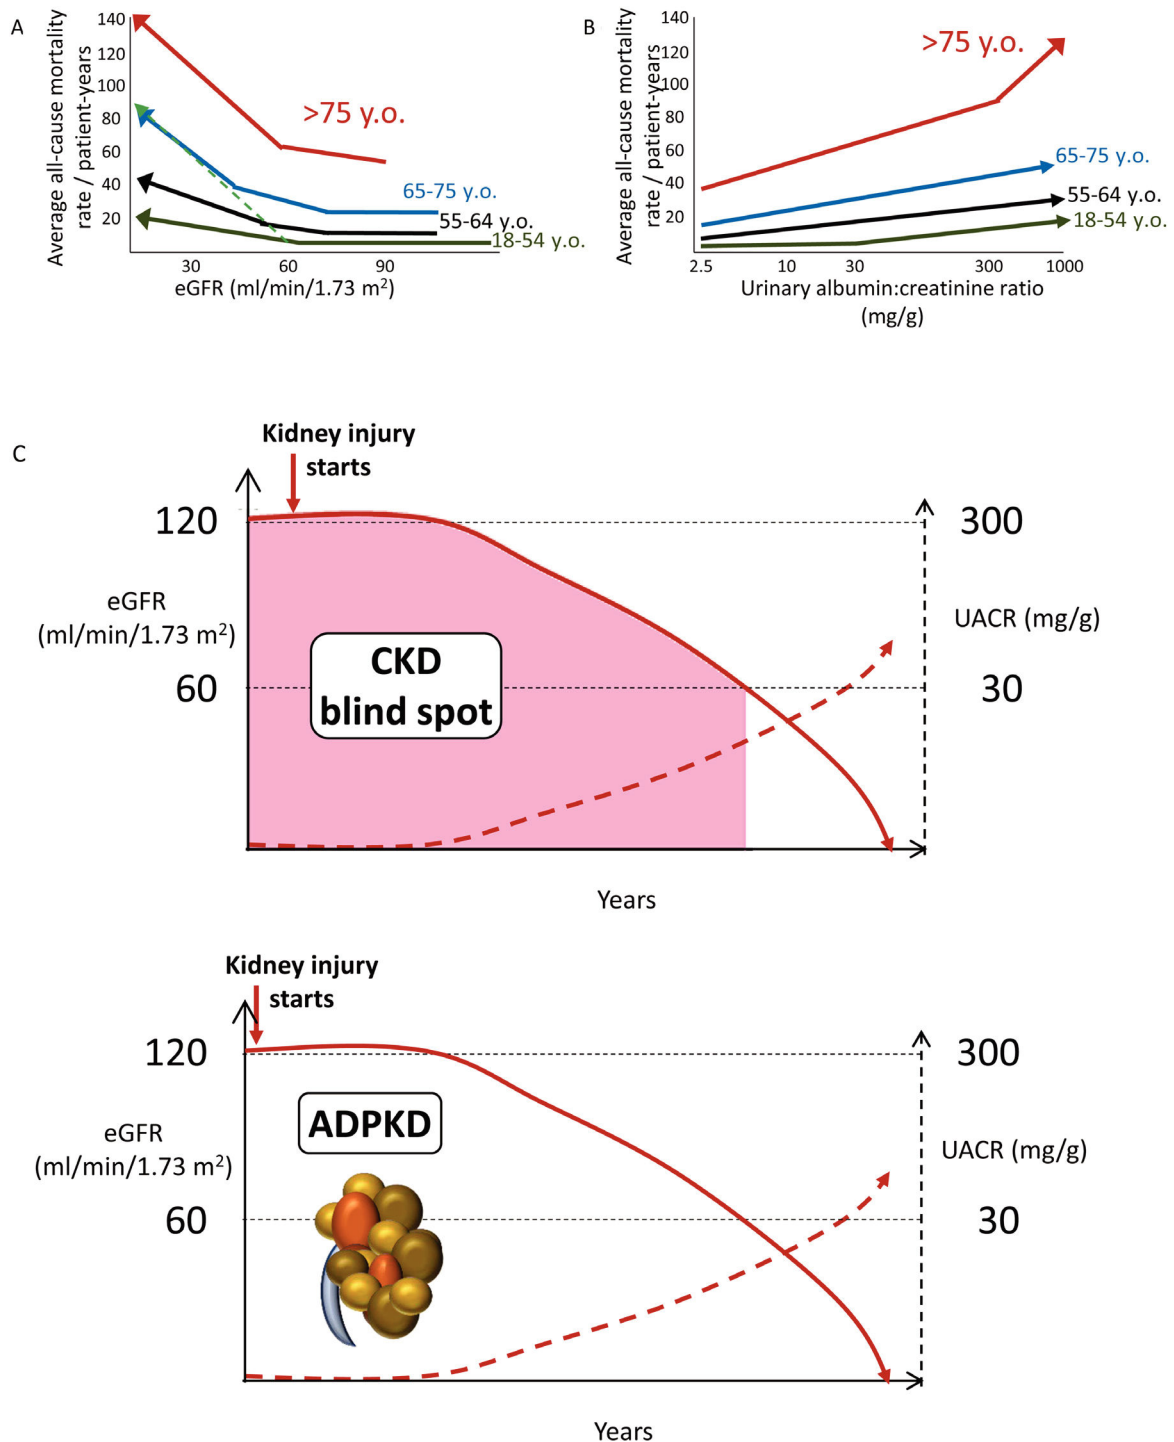 A
Average all-cause mortality
rate / patient-years
140
120
100
80
60
40
20
>75 y.o.
65-75 y.o.
55-64 y.o.
18-54 y.o.
30
60
90
eGFR (ml/min/1.73 m²)
B
Average all-cause mortality
rate / patient-years
140
120
100
80
60
40
20
>75 y.o.
65-75 y.o.
55-64 y.o.
18-54 y.o.
2.5
10
30
300
1000
Urinary albumin:creatinine ratio
(mg/g)
C
Kidney injury
starts
120
300
eGFR
(ml/min/1.73 m²)
UACR (mg/g)
CKD
blind spot
60
30
Years
Kidney injury
starts
120
300
ADPKD
eGFR
(ml/min/1.73 m²)
UACR (mg/g)
60
30
Years